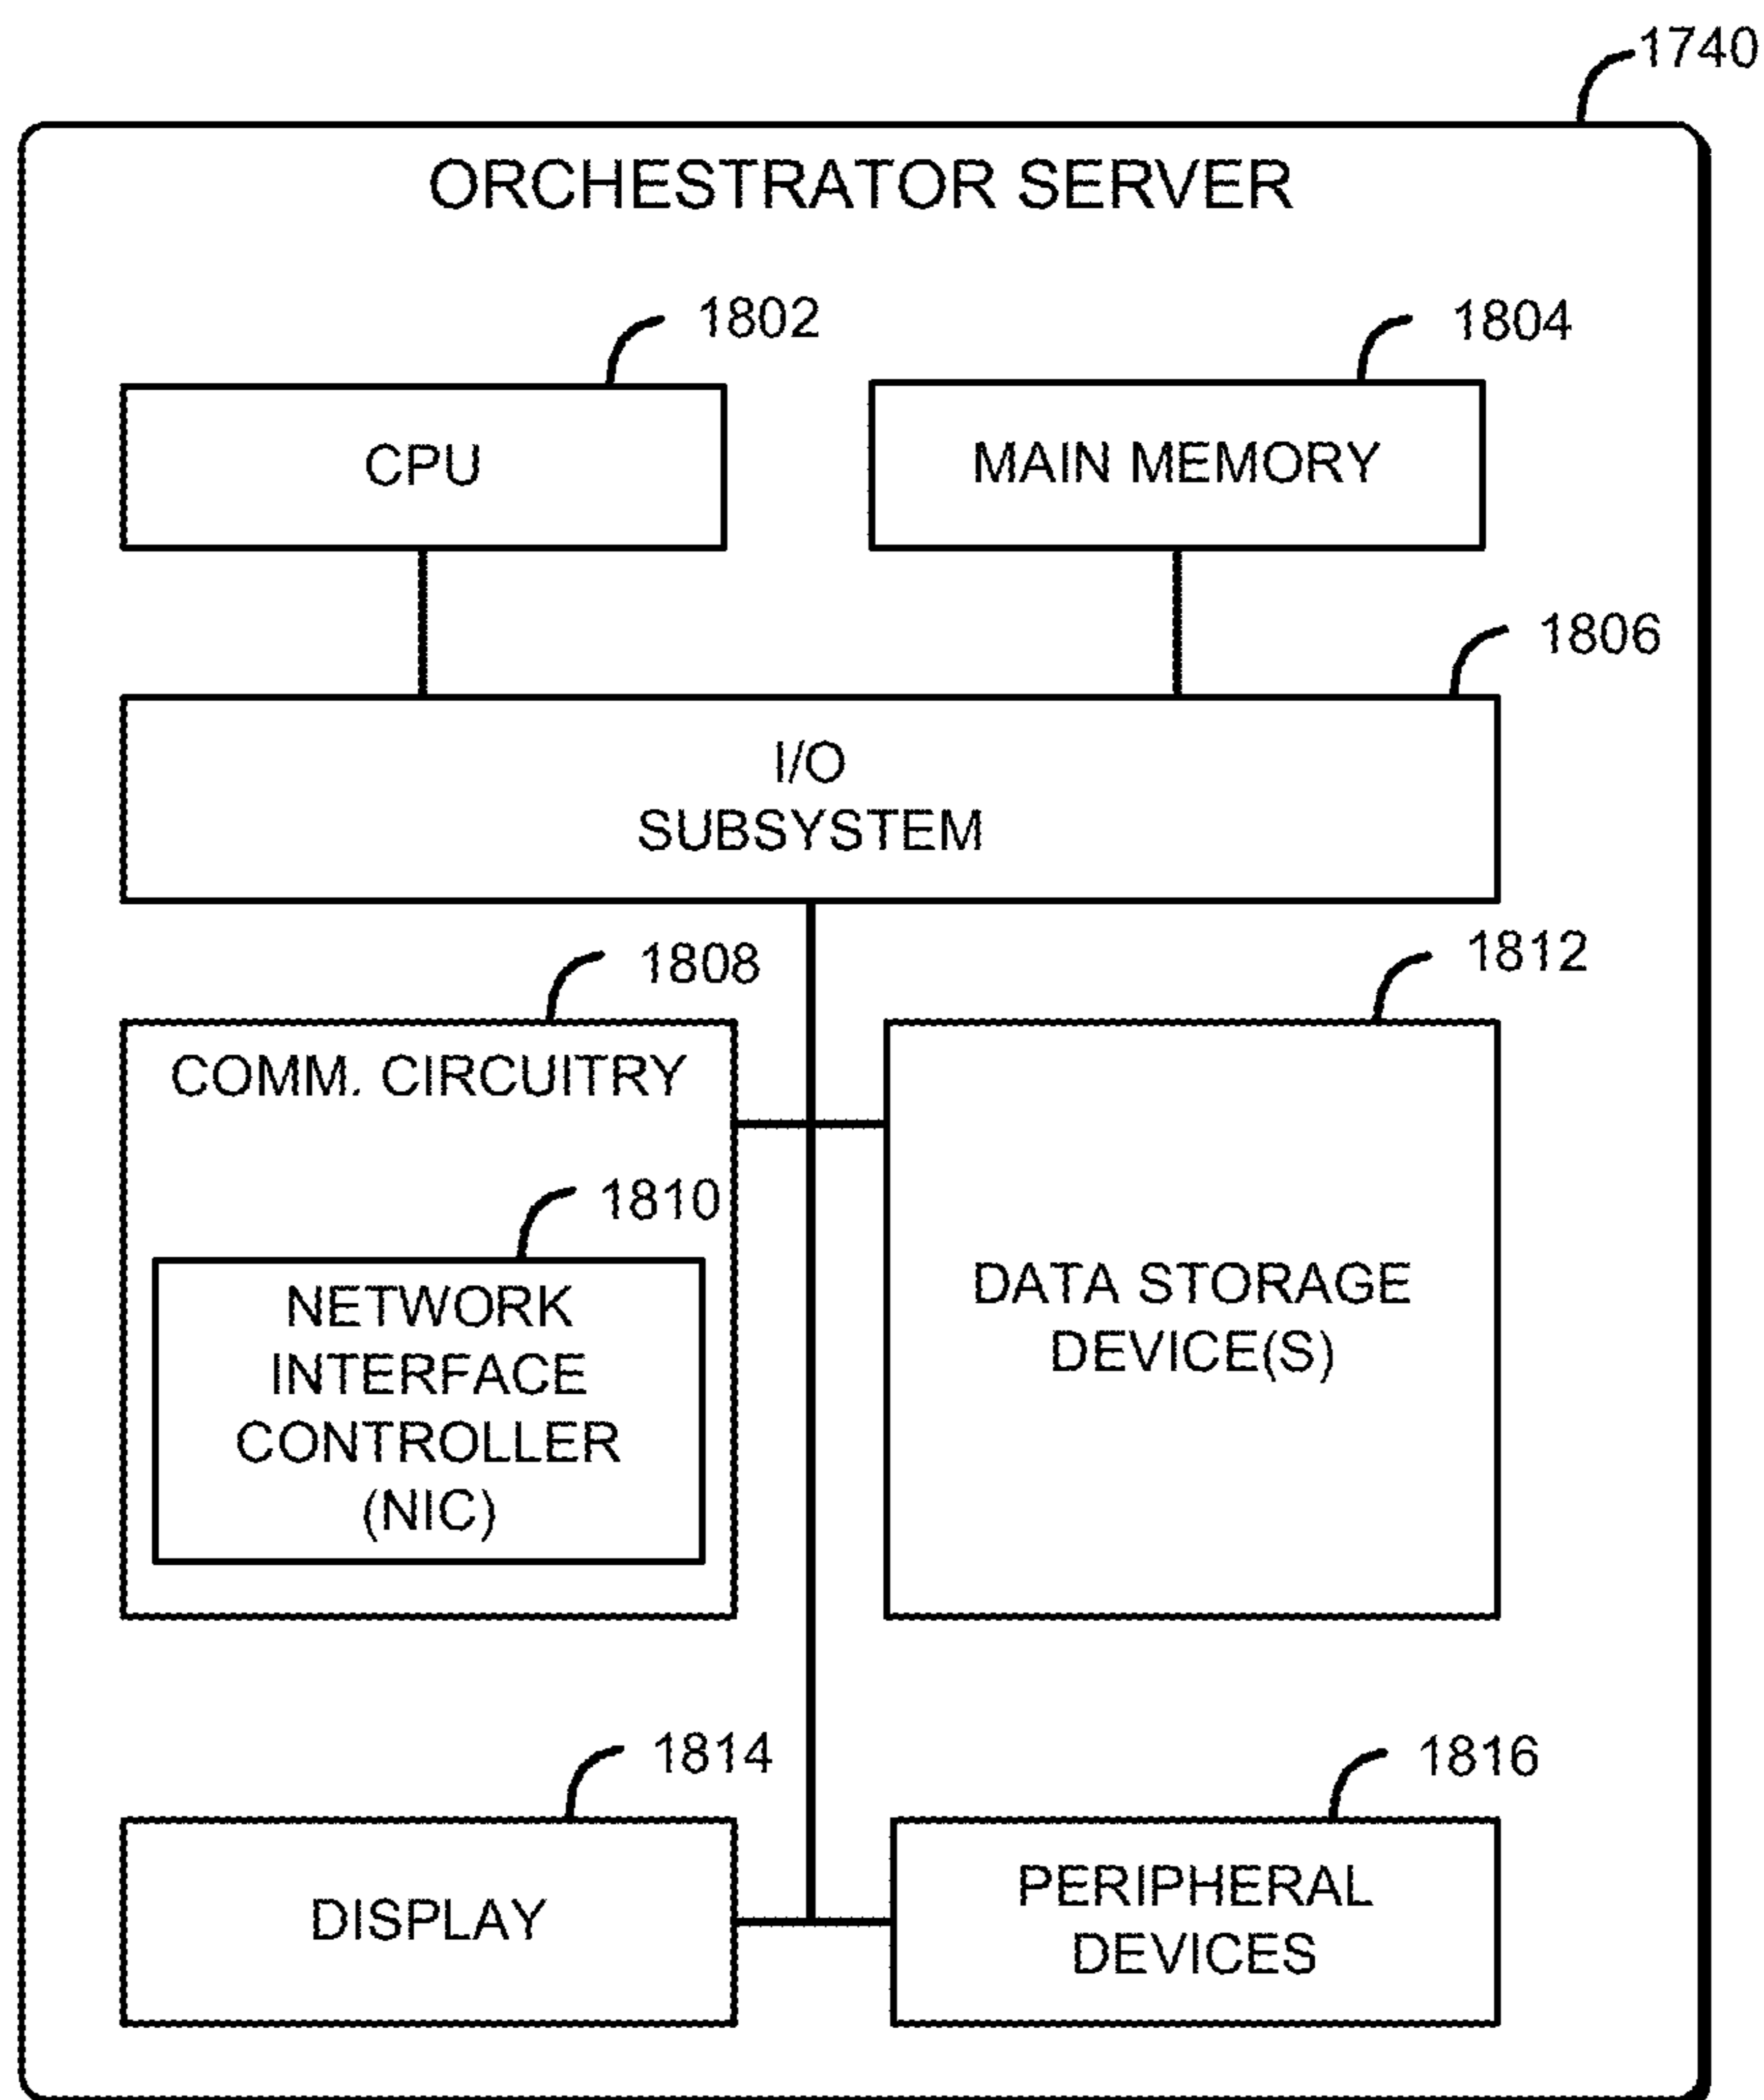 1740
ORCHESTRATOR SERVER
1802
1804
CPU
MAIN MEMORY
1806
I/O
SUBSYSTEM
1808
1812
COMM. CIRCUITRY
1810
NETWORK
INTERFACE
CONTROLLER
(NIC)
DATA STORAGE
DEVICE(S)
1814
1816
DISPLAY
PERIPHERAL
DEVICES